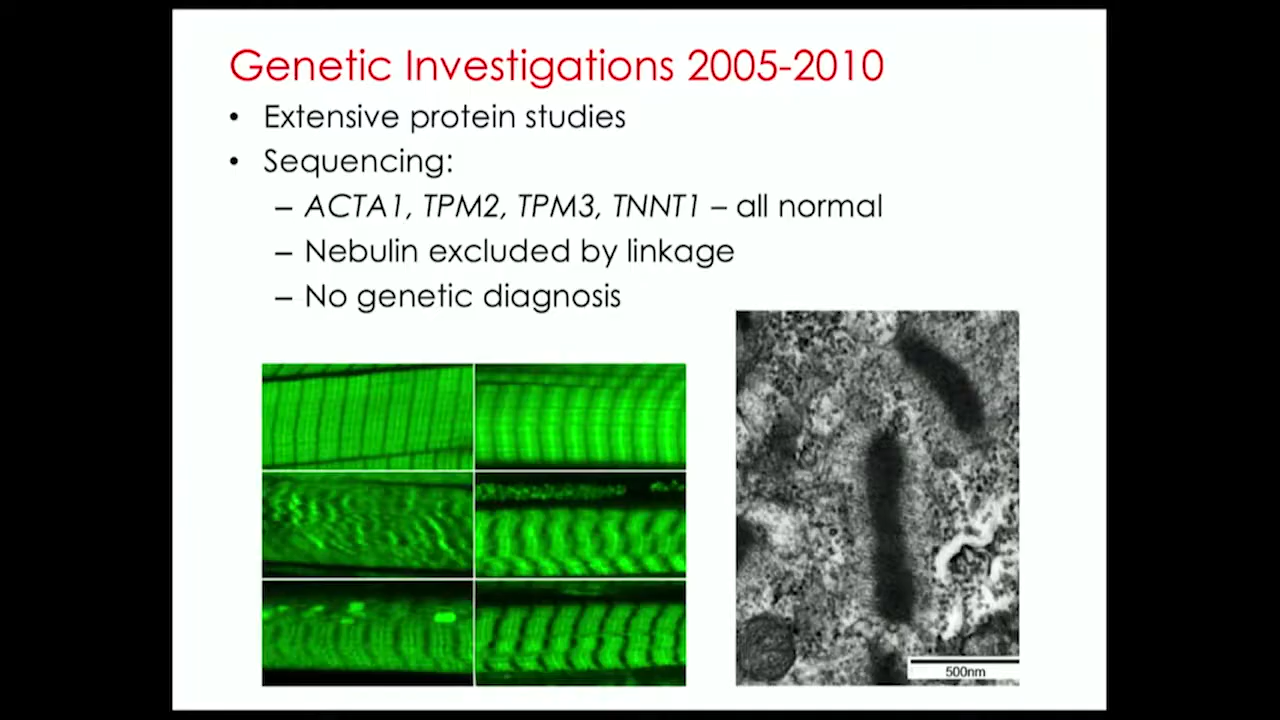 Genetic Investigations 2005-2010
• Extensive protein studies
• Sequencing:
– ACTA1, TPM2, TPM3, TNNT1 – all normal
– Nebulin excluded by linkage
– No genetic diagnosis
500nm